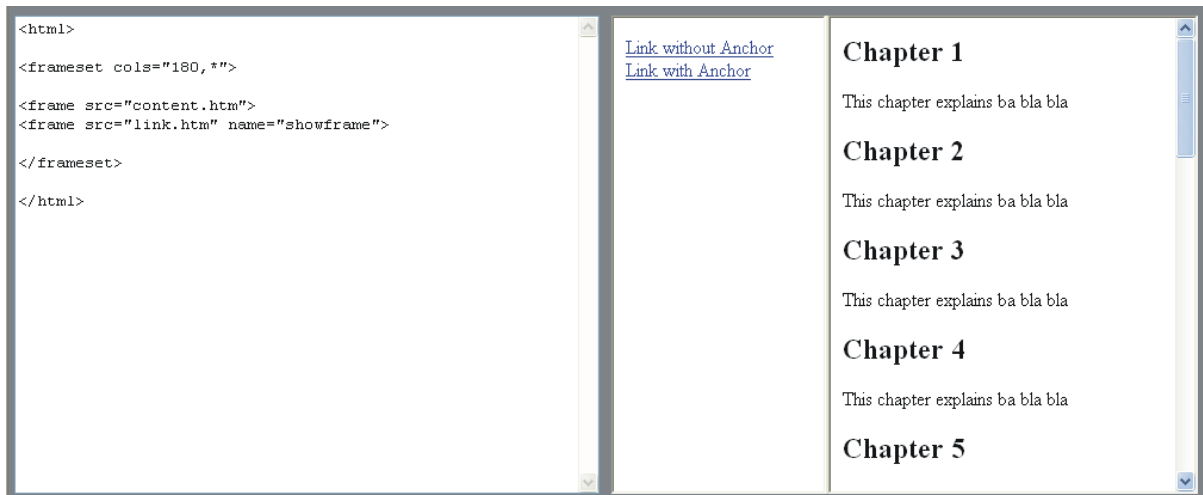 <html>
<frameset cols="180,*">
<frame src="content.htm">
<frame src="link.htm" name="showframe">
</frameset>
</html>
Link without Anchor
Link with Anchor
Chapter 1
This chapter explains ba bla bla
Chapter 2
This chapter explains ba bla bla
Chapter 3
This chapter explains ba bla bla
Chapter 4
This chapter explains ba bla bla
Chapter 5